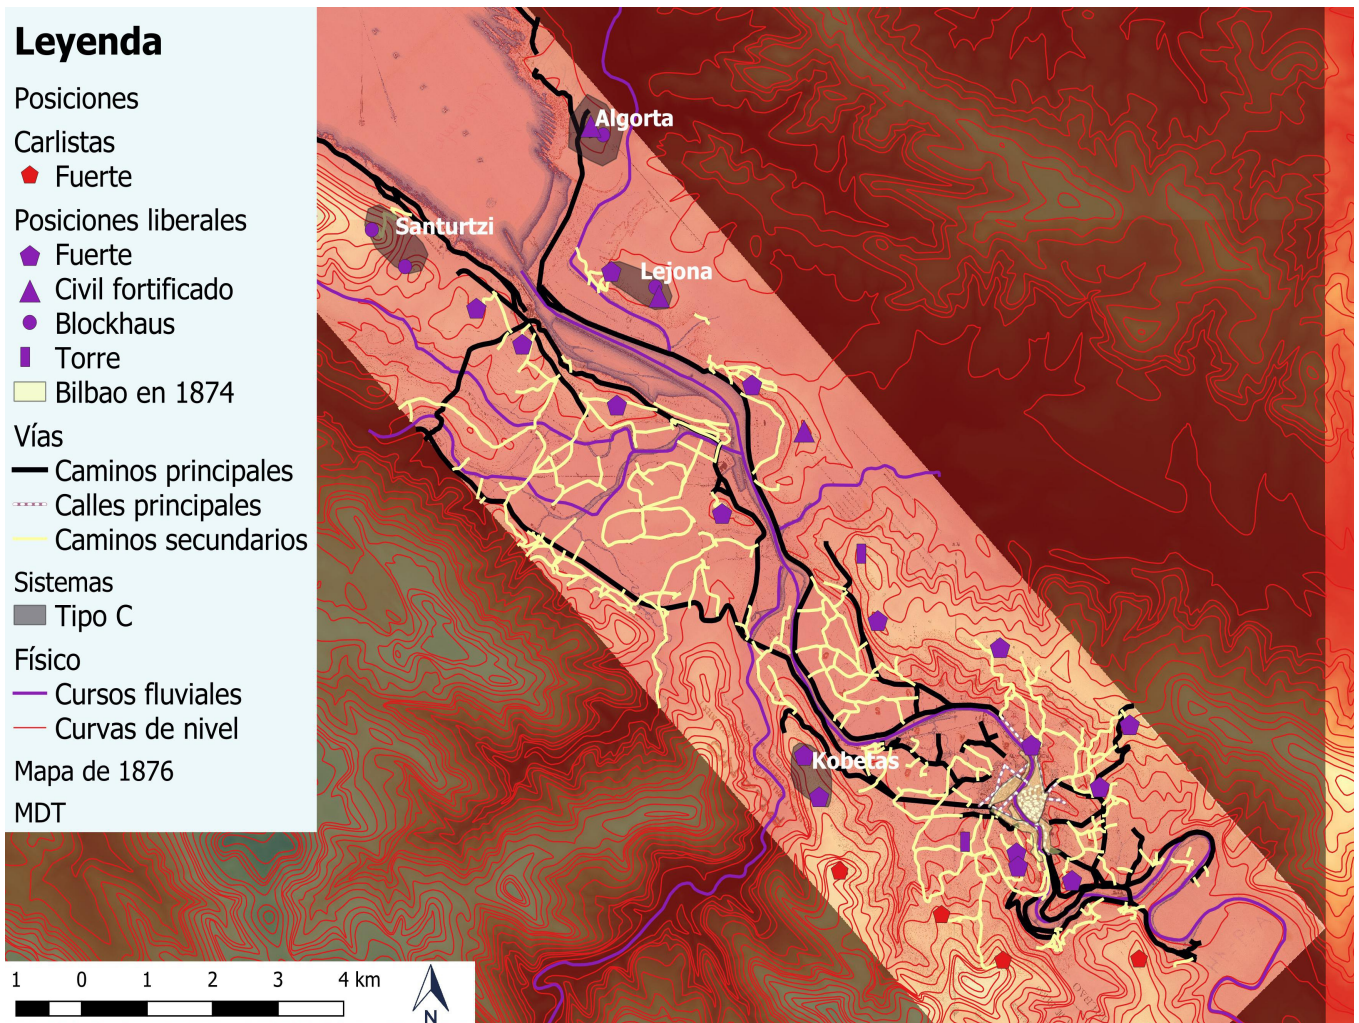 Leyenda
Posiciones
Carlistas
Fuerte
Posiciones liberales
Fuerte
Civil fortificado
Blockhaus
Torre
Bilbao en 1874
Vías
Caminos principales
Calles principales
Caminos secundarios
Sistemas
Tipo C
Físico
Cursos fluviales
Curvas de nivel
Mapa de 1876
MDT
1 0 1 2 3 4 km
N
Algorta
Santurtzi
Lejona
Kobetas